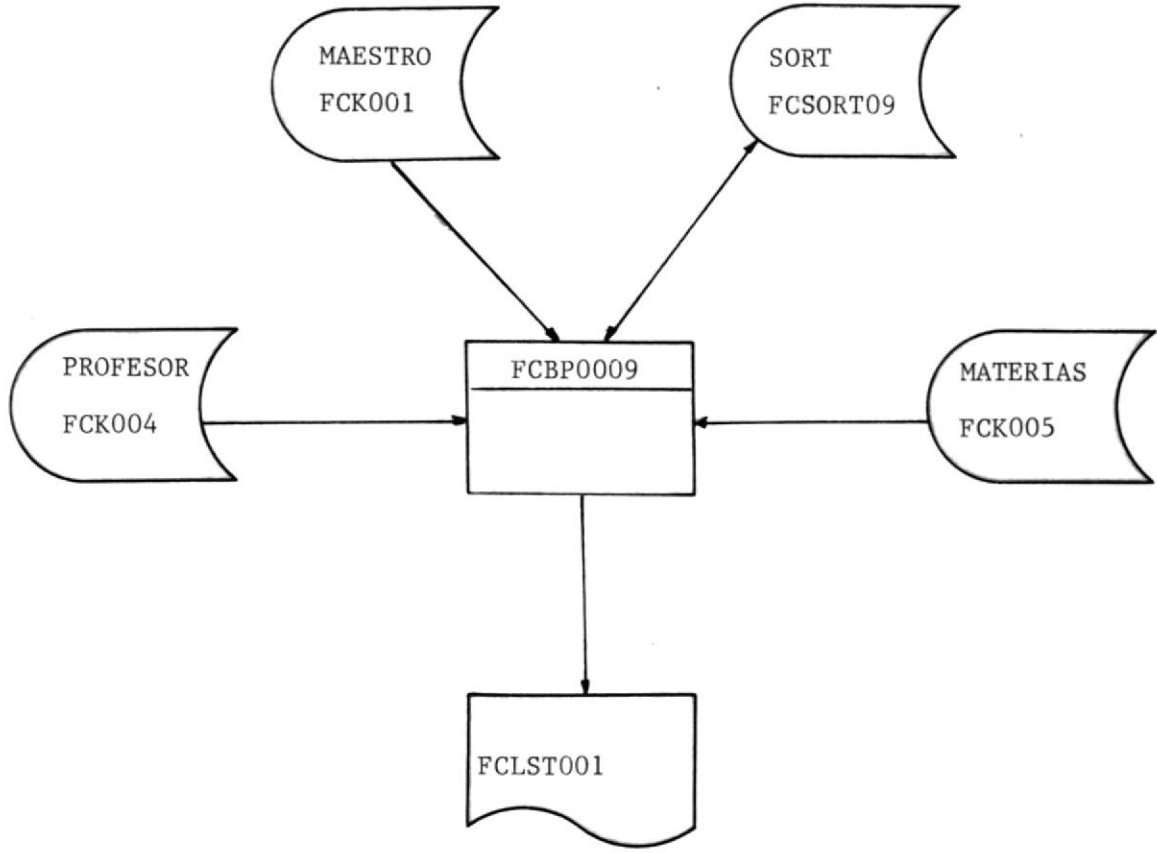 MAESTRO
FCK001
SORT
FCSORT09
PROFESOR
FCK004
FCBP0009
MATERIAS
FCK005
FCLST001